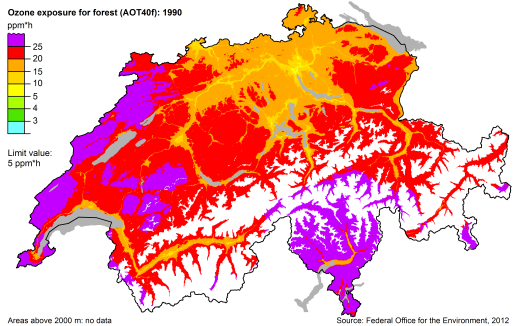 Ozone exposure for forest (AOT40f): 1990
ppm*h
25
20
15
10
5
4
3
Limit value:
5 ppm*h
Areas above 2000 m: no data
Source: Federal Office for the Environment, 2012